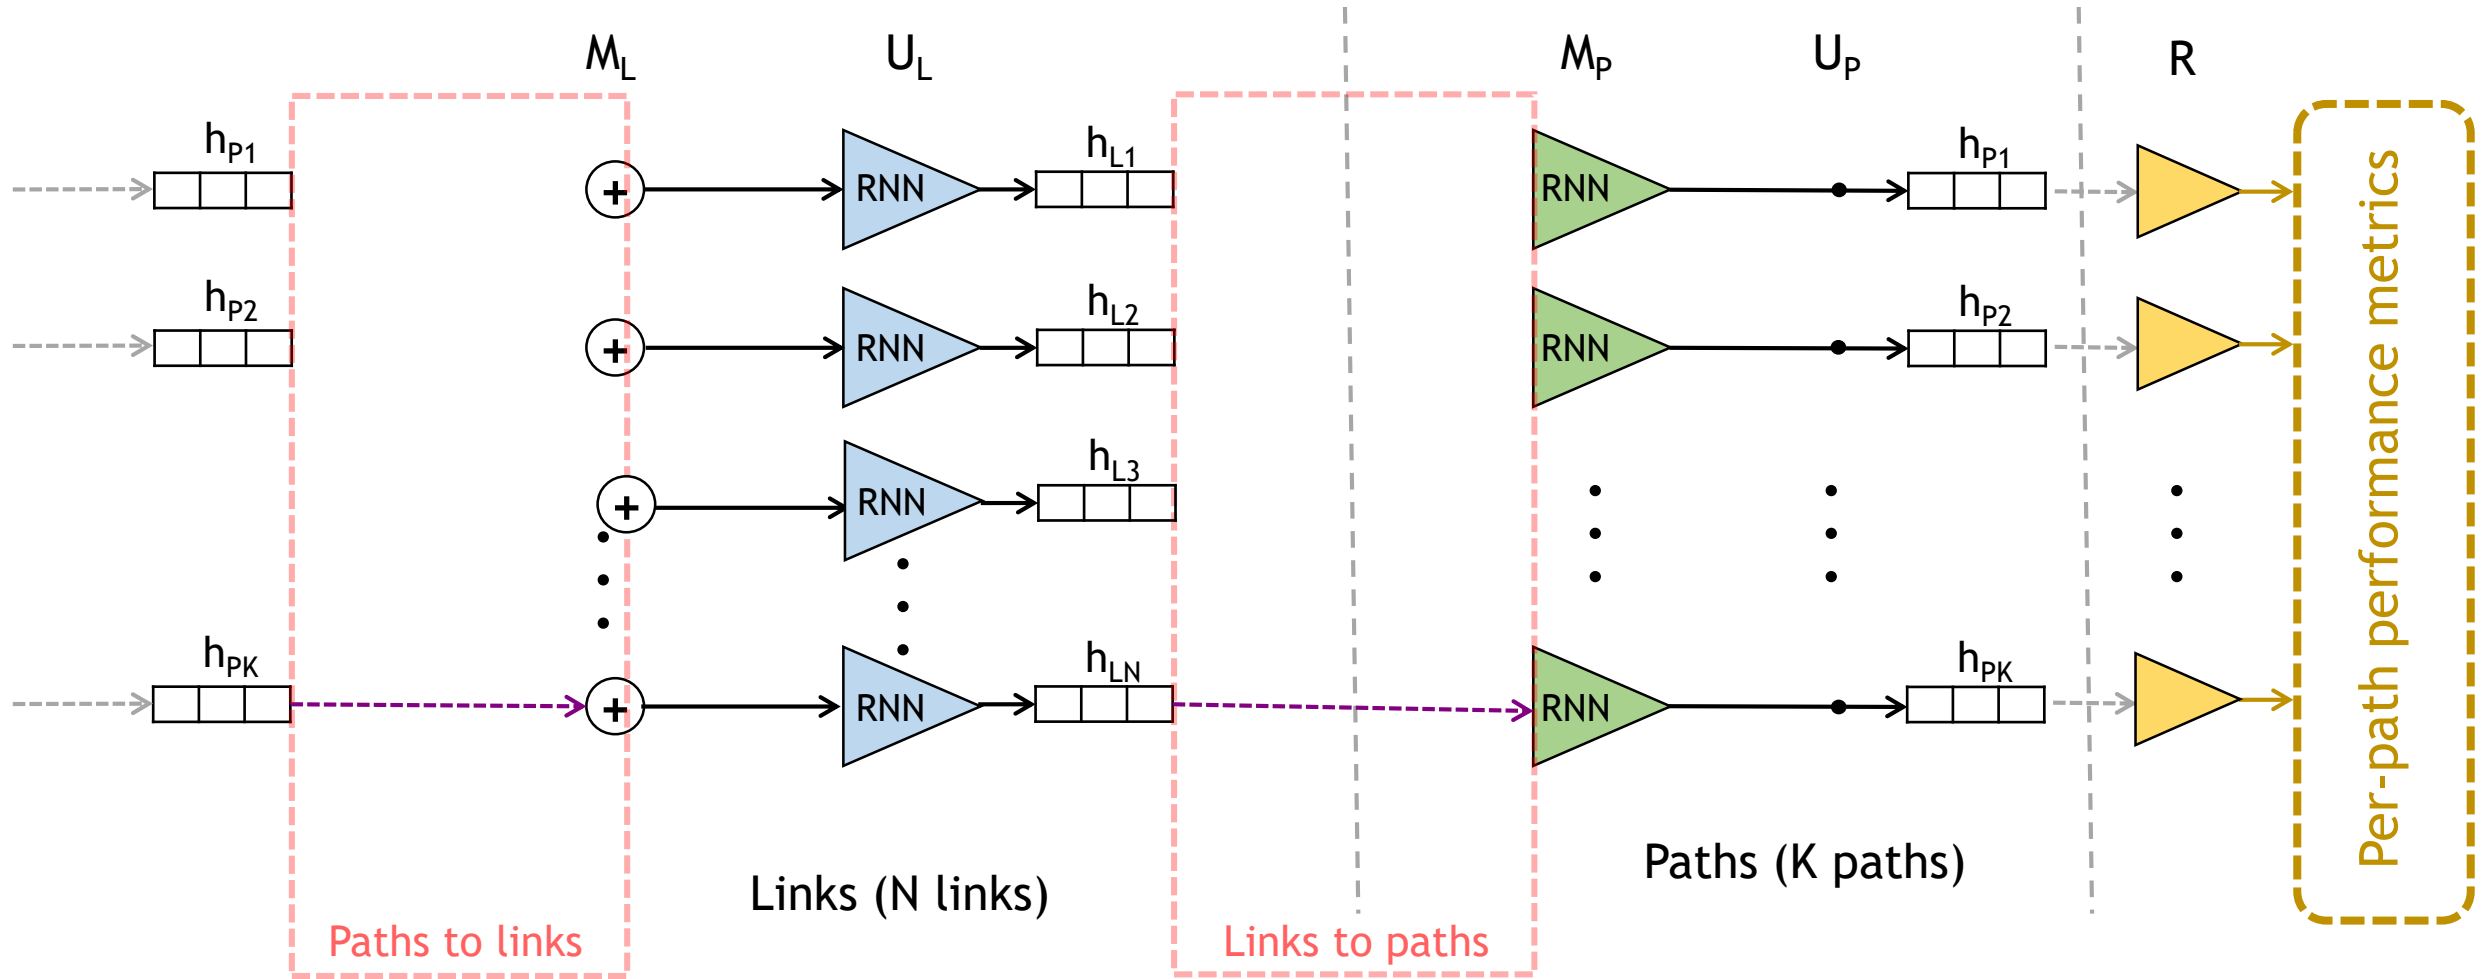 M_L U_L M_P U_P R
h_P1 h_L1 h_P1
+ RNN RNN
h_P2 h_L2 h_P2
+ RNN RNN
h_L3
+ RNN
h_PK h_LN h_PK
+ RNN RNN
Per-path performance metrics
Links (N links)
Paths (K paths)
Paths to links
Links to paths